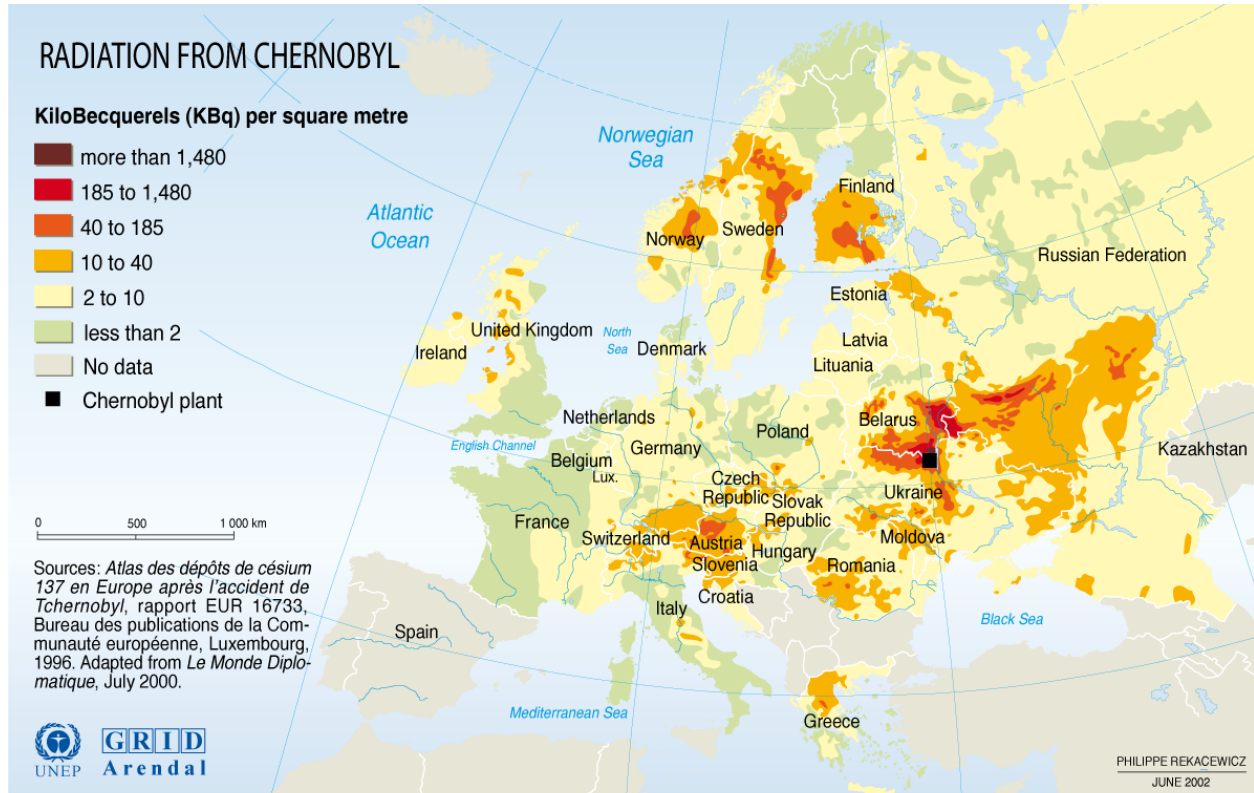 RADIATION FROM CHERNOBYL
KiloBecquerels (KBq) per square metre
more than 1,480
185 to 1,480
40 to 185
10 to 40
2 to 10
less than 2
No data
Chernobyl plant
Norwegian
Sea
Atlantic
Ocean
Finland
Sweden
Norway
Russian Federation
Estonia
United Kingdom
North
Sea
Ireland
Denmark
Latvia
Lituania
Netherlands
Belarus
English Channel
Germany
Poland
Kazakhstan
Belgium
Lux.
Czech
Republic
Slovak
Republic
Ukraine
France
Switzerland
Austria
Moldova
Hungary
Slovenia
Romania
Croatia
Italy
Spain
Black Sea
Mediterranean Sea
Greece
0 500 1 000 km
Sources: Atlas des dépôts de césium
137 en Europe après l'accident de
Tchernobyl, rapport EUR 16733,
Bureau des publications de la Com-
munauté européenne, Luxembourg,
1996. Adapted from Le Monde Diplo-
matique, July 2000.
UNEP
GRID
Arendal
PHILIPPE REKACEWICZ
JUNE 2002